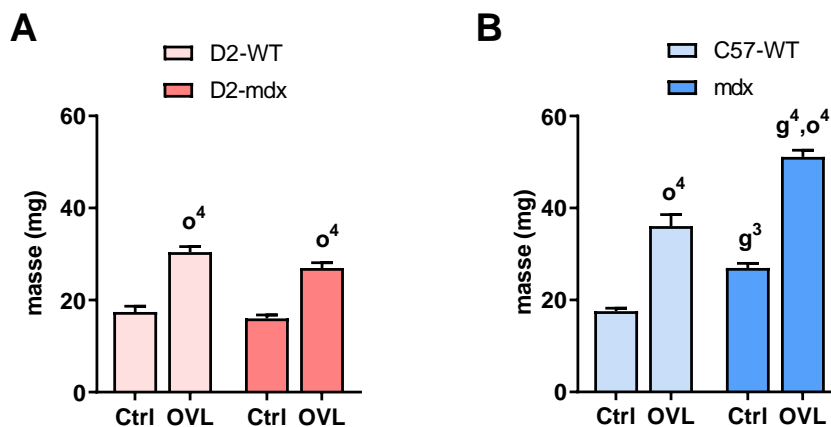 A
D2-WT
D2-mdx
masse (mg)
60
40
20
0
o⁴
o⁴
Ctrl OVL Ctrl OVL
B
C57-WT
mdx
masse (mg)
60
40
20
0
o⁴
g³
g⁴,o⁴
Ctrl OVL Ctrl OVL